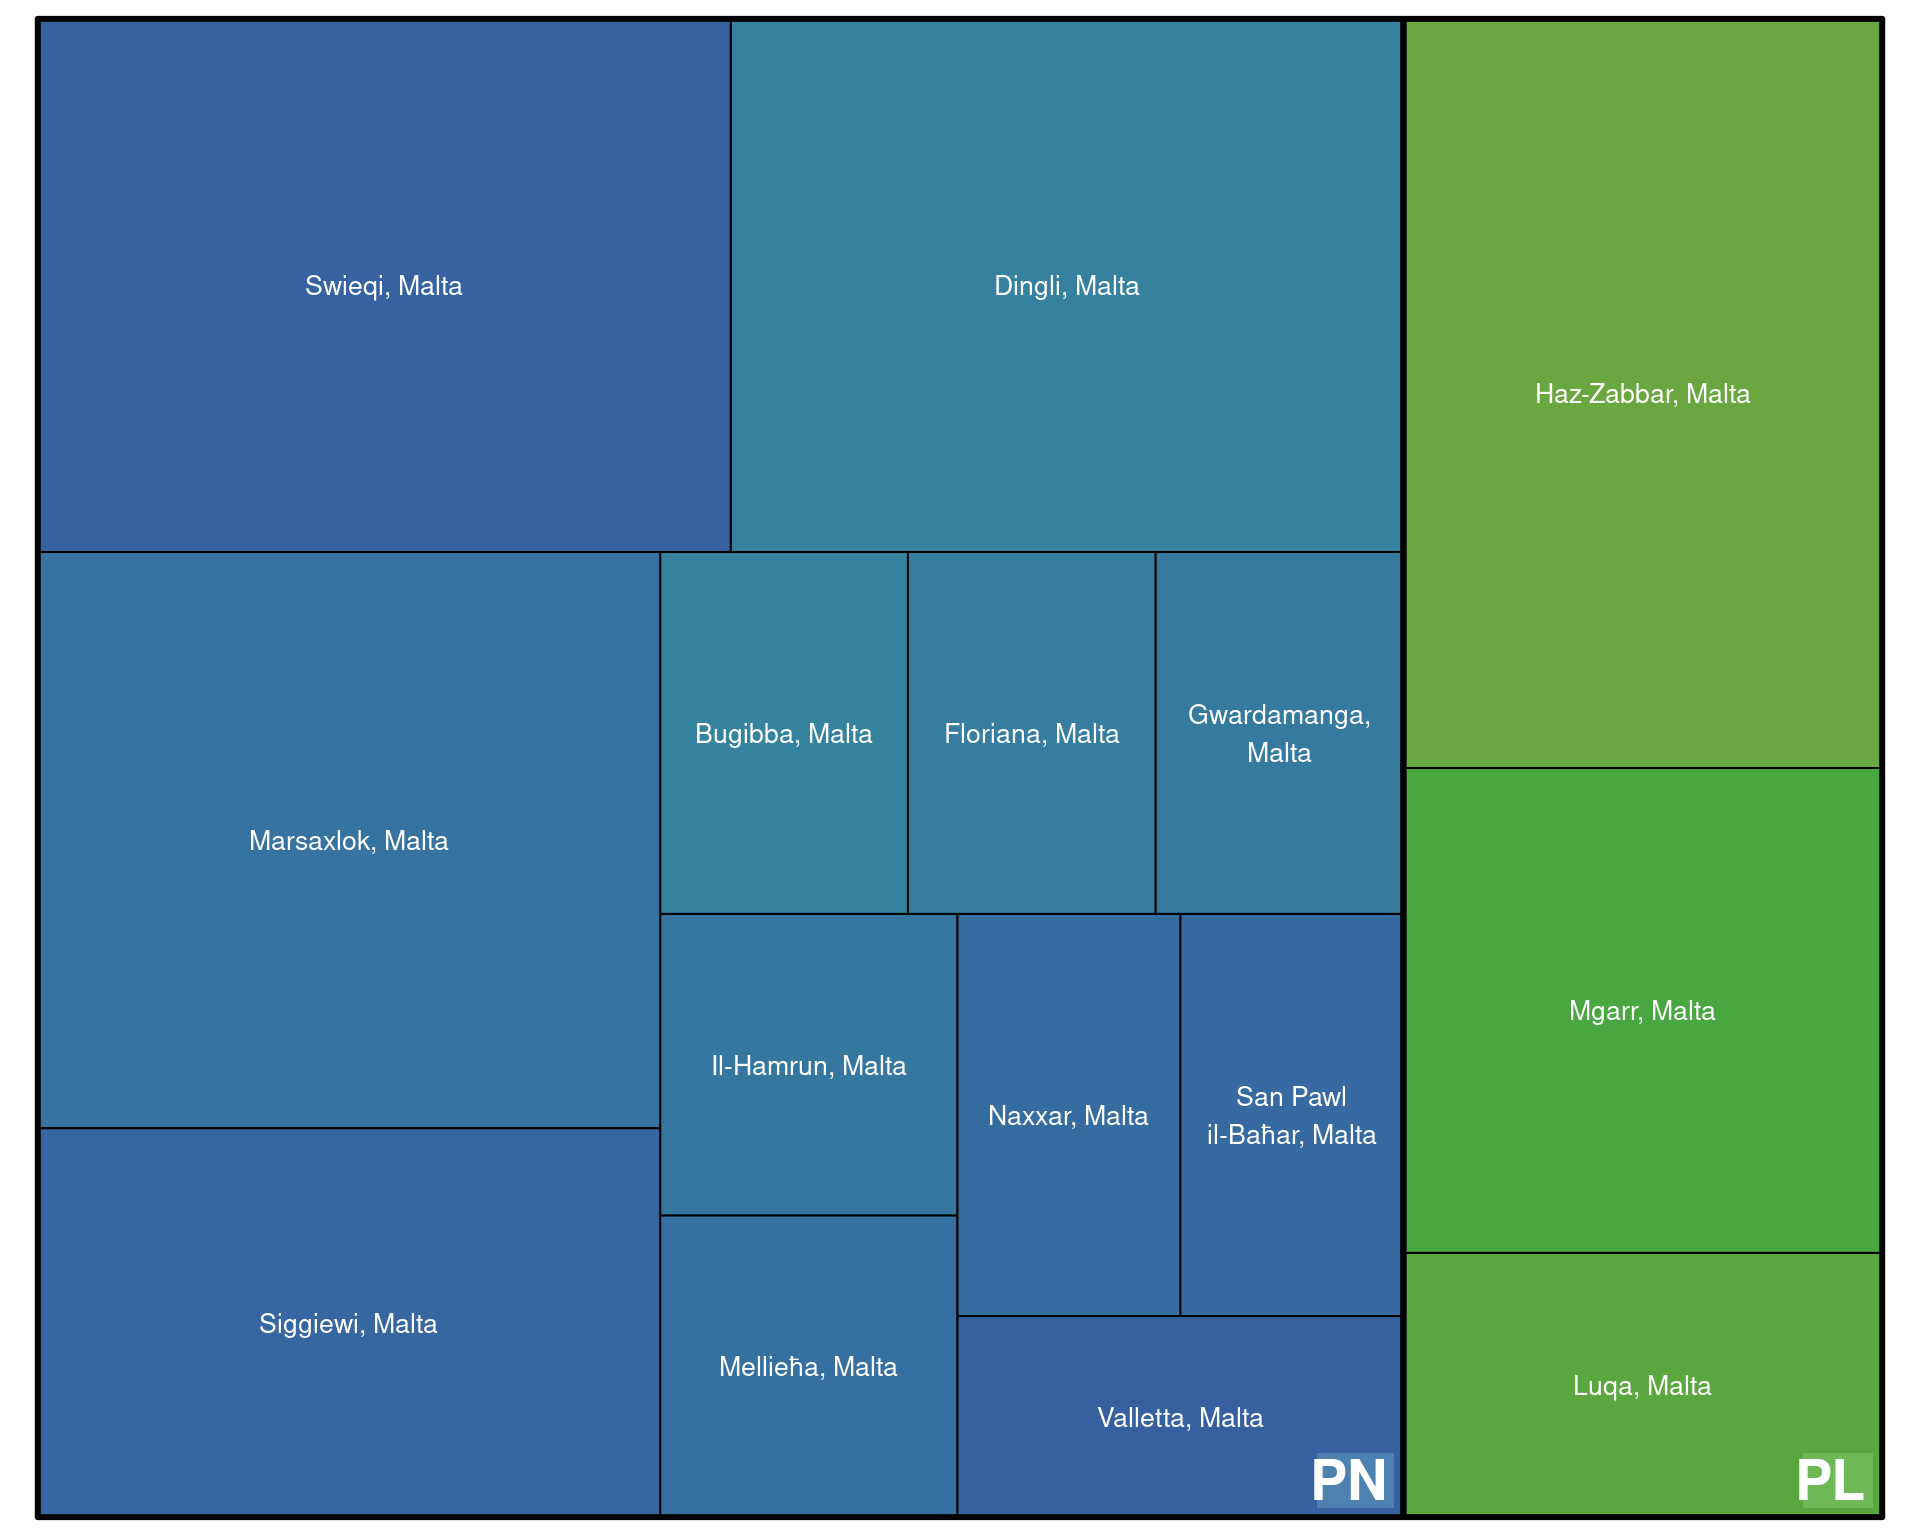 Swieqi, Malta
Dingli, Malta
Haz-Zabbar, Malta
Marsaxlok, Malta
Bugibba, Malta
Floriana, Malta
Gwardamanga,
Malta
Il-Hamrun, Malta
Naxxar, Malta
San Pawl
il-Baħar, Malta
Mgarr, Malta
Siggiewi, Malta
Mellieħa, Malta
Valletta, Malta
Luqa, Malta
PN
PL